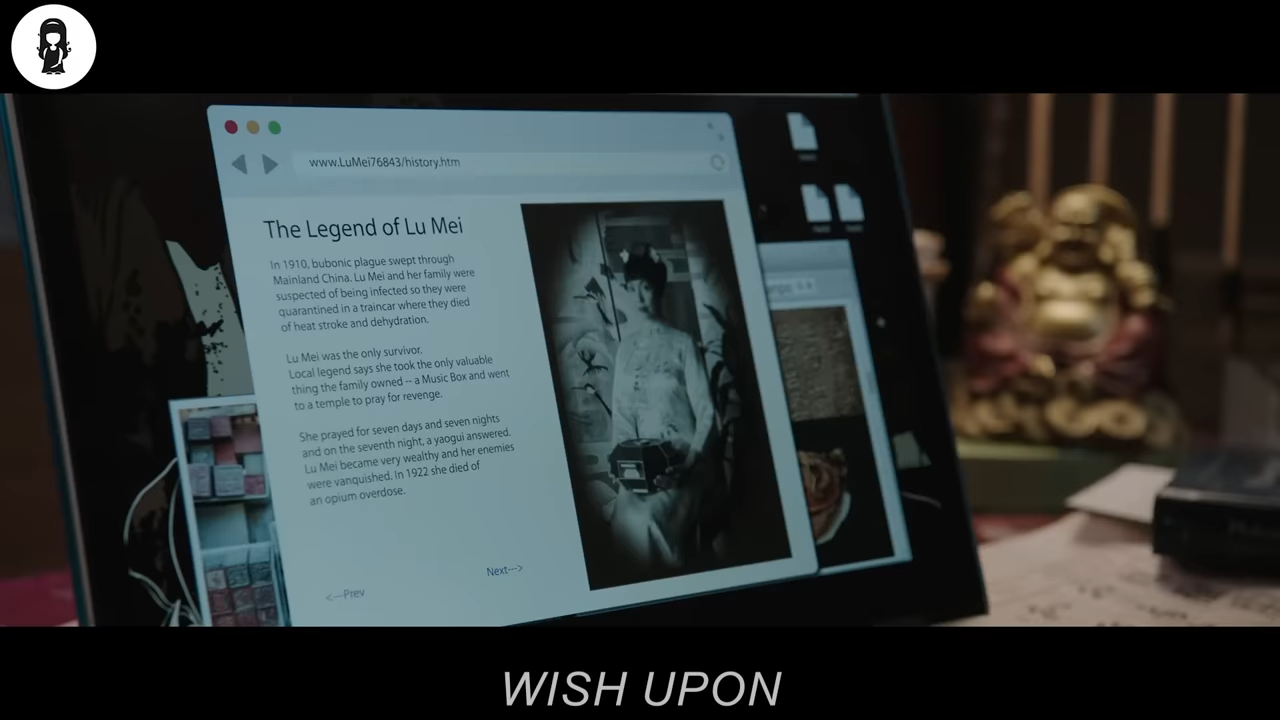 www.LuMei76843/history.htm
The Legend of Lu Mei
In 1910, bubonic plague swept through
Mainland China. Lu Mei and her family were
suspected of being infected so they were
quarantined in a traincar where they died
of heat stroke and dehydration.
Lu Mei was the only survivor.
Local legend says she took the only valuable
thing the family owned -- a Music Box and went
to a temple to pray for revenge.
She prayed for seven days and seven nights
and on the seventh night, a yaogui answered.
Lu Mei became very wealthy and her enemies
were vanquished. In 1922 she died of
an opium overdose.
Next--->
<---Prev
WISH UPON